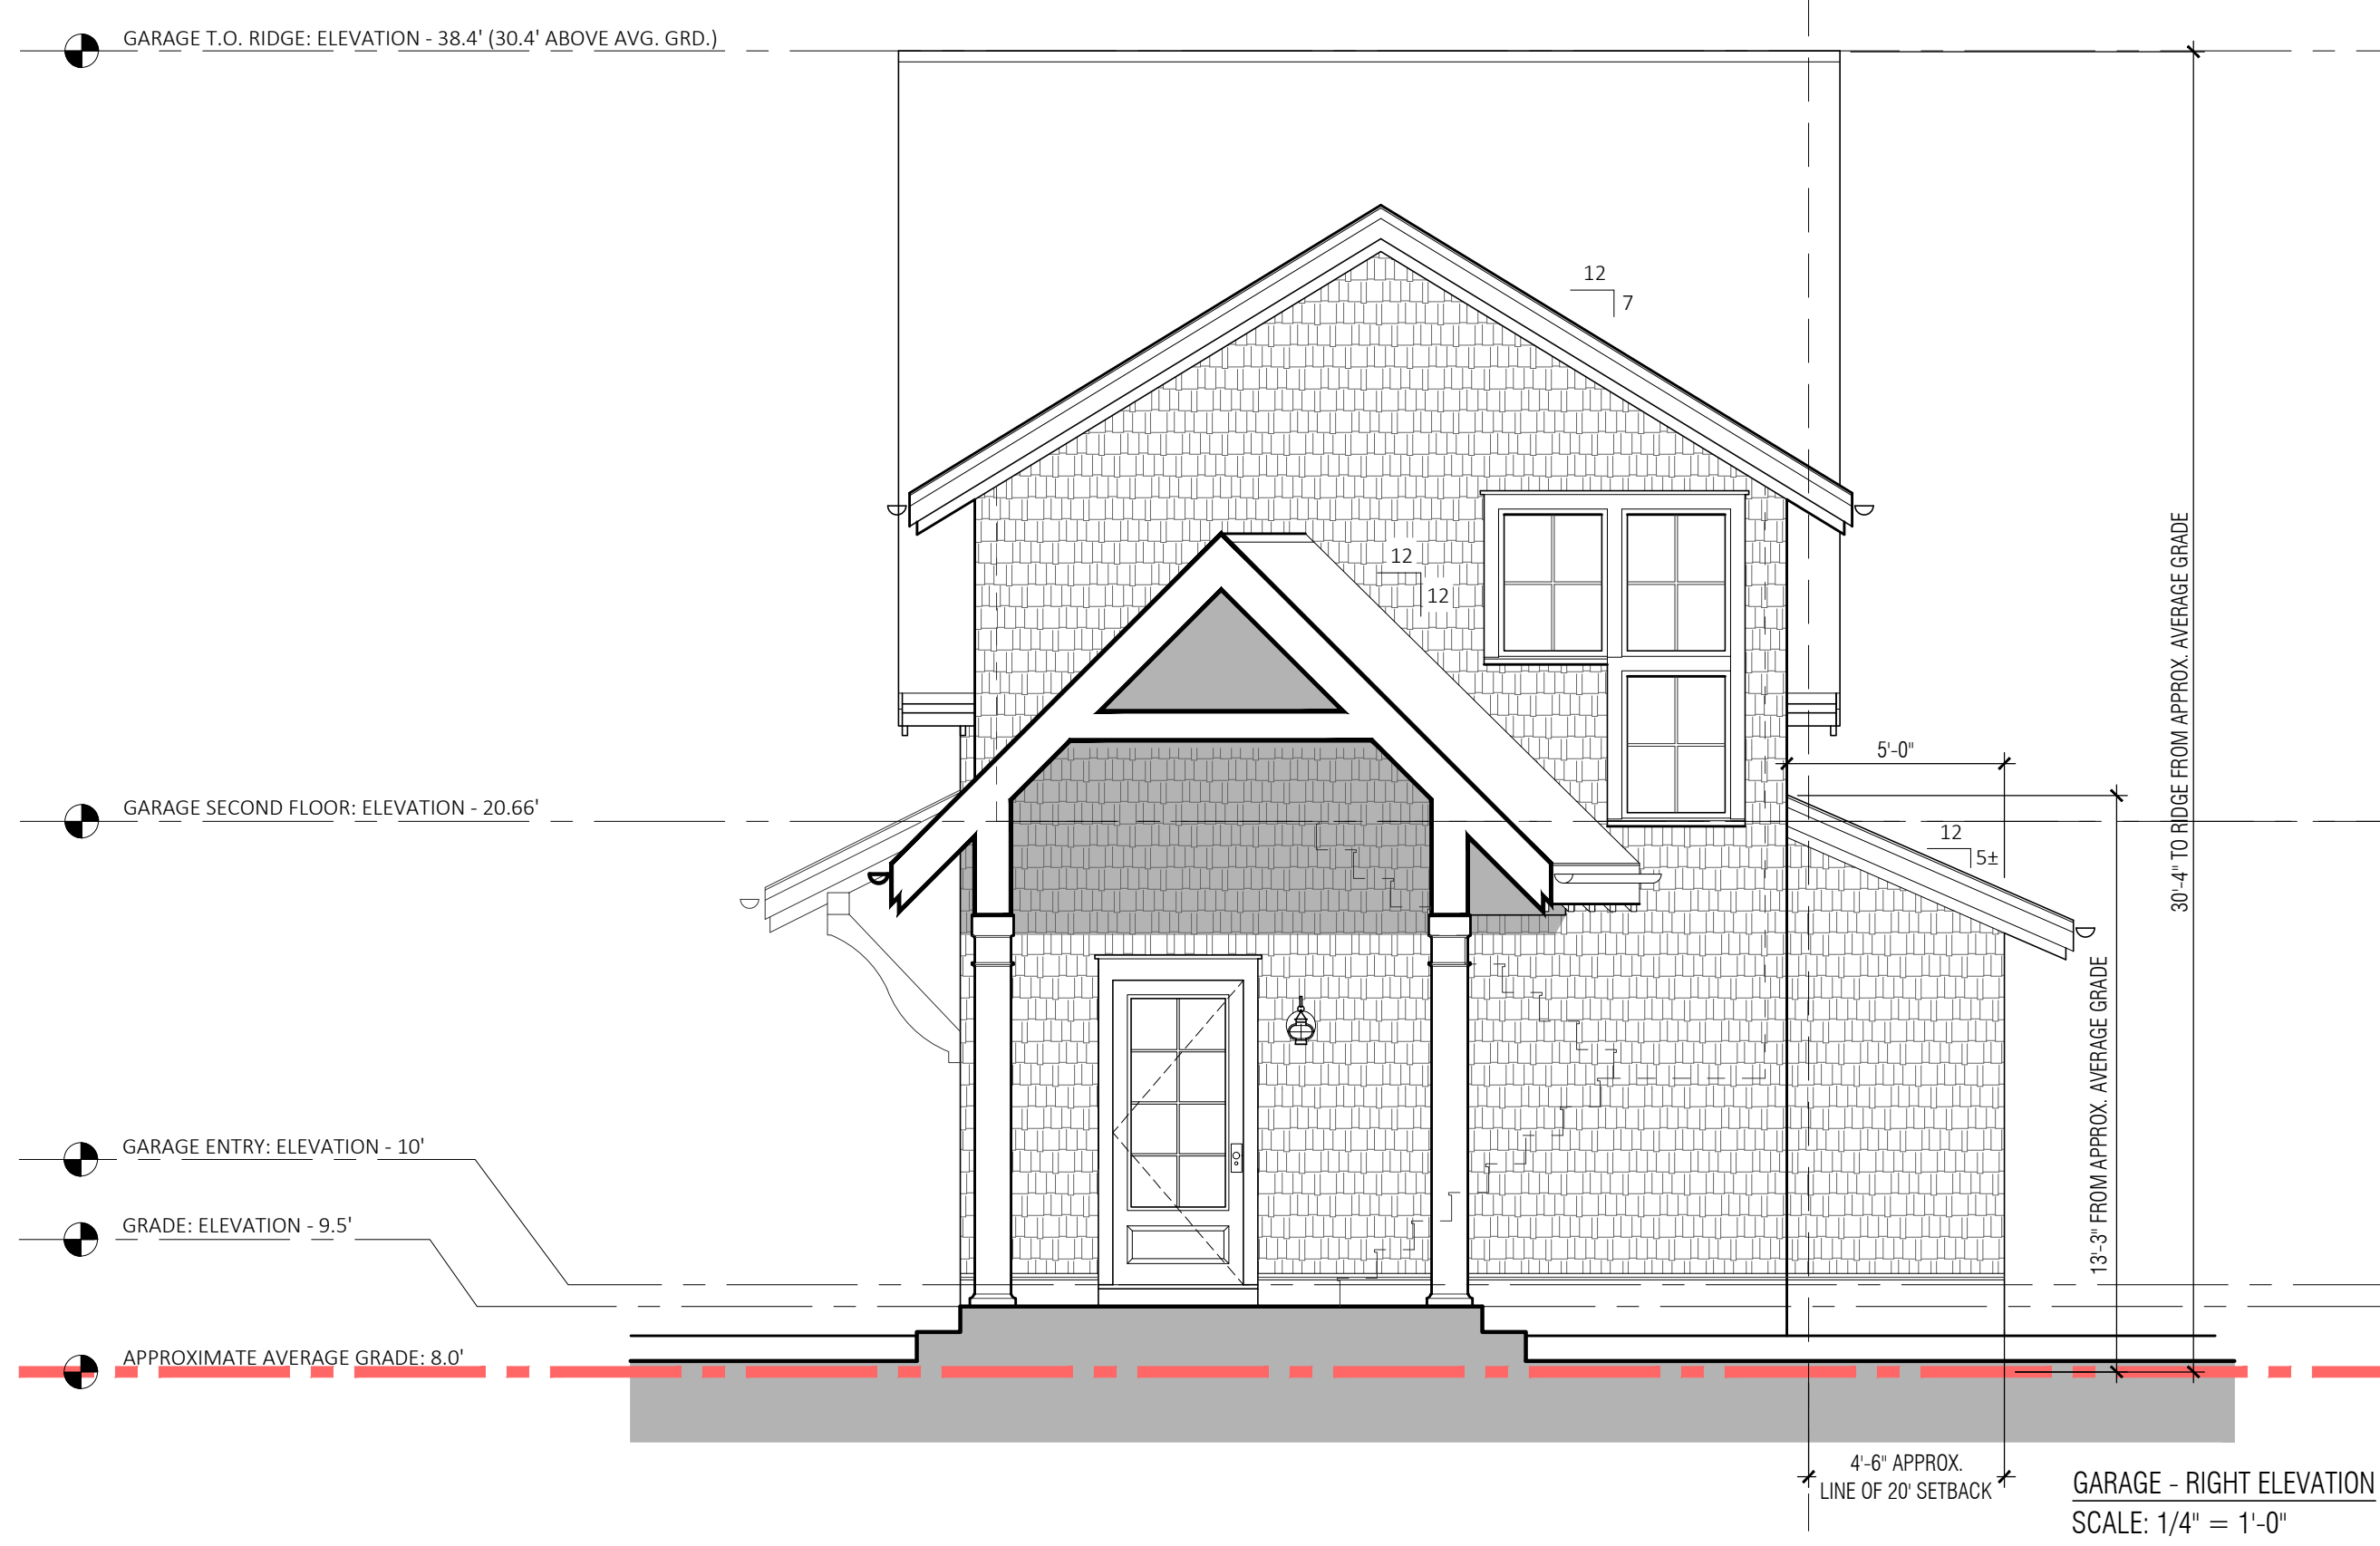 GARAGE T.O. RIDGE: ELEVATION - 38.4' (30.4' ABOVE AVG. GRD.)
12
7
12
12
30'-4" TO RIDGE FROM APPROX. AVERAGE GRADE
5'-0"
GARAGE SECOND FLOOR: ELEVATION - 20.66'
12
5±
13'-3" FROM APPROX. AVERAGE GRADE
GARAGE ENTRY: ELEVATION - 10'
GRADE: ELEVATION - 9.5'
APPROXIMATE AVERAGE GRADE: 8.0'
4'-6" APPROX.
LINE OF 20' SETBACK
GARAGE - RIGHT ELEVATION
SCALE: 1/4" = 1'-0"